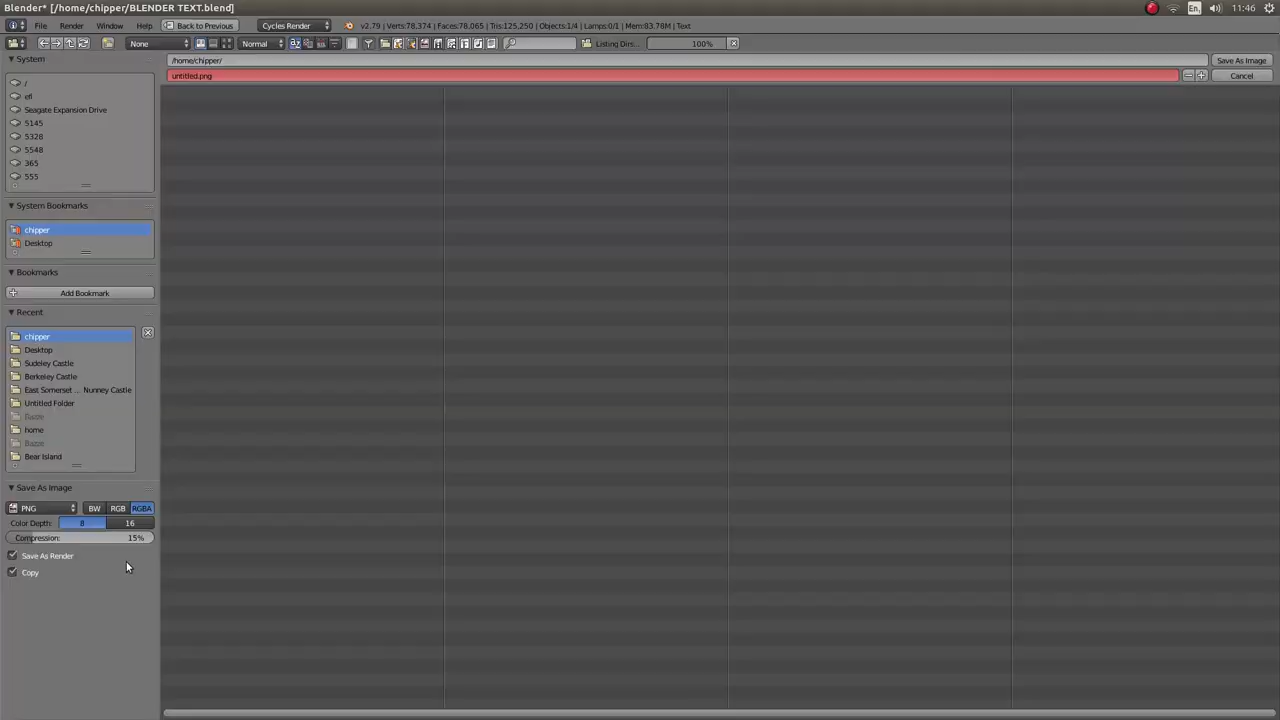 Blender* [/home/chipper/BLENDER TEXT.blend]
En
11:46
File Render Window Help Back to Previous Cycles Render v2.79 | Verts:78,374 | Faces:78,065 | Tris:125,250 | Objects:1/4 | Lamps:0/1 | Mem:83.78M | Text
None Normal Listing Dirs... 100%
System
/home/chipper/ Save As Image
untitled.png Cancel
/
efi
Seagate Expansion Drive
5145
5328
5548
365
555
System Bookmarks
chipper
Desktop
Bookmarks
Add Bookmark
Recent
chipper
Desktop
Sudeley Castle
Berkeley Castle
East Somerset ... Nunney Castle
Untitled Folder
home
Bear Island
Save As Image
PNG BW RGB RGBA
Color Depth: 8 16
Compression: 15%
Save As Render
Copy